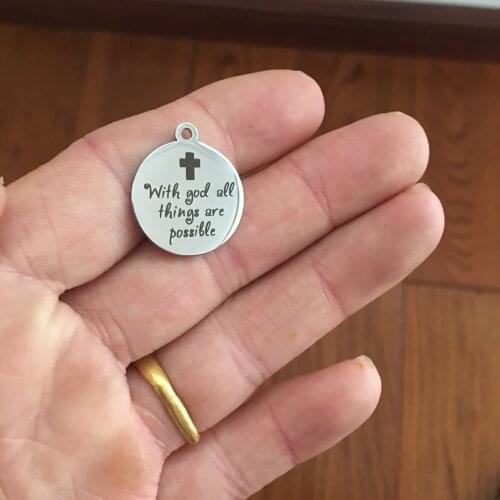 With god all
things are
possible